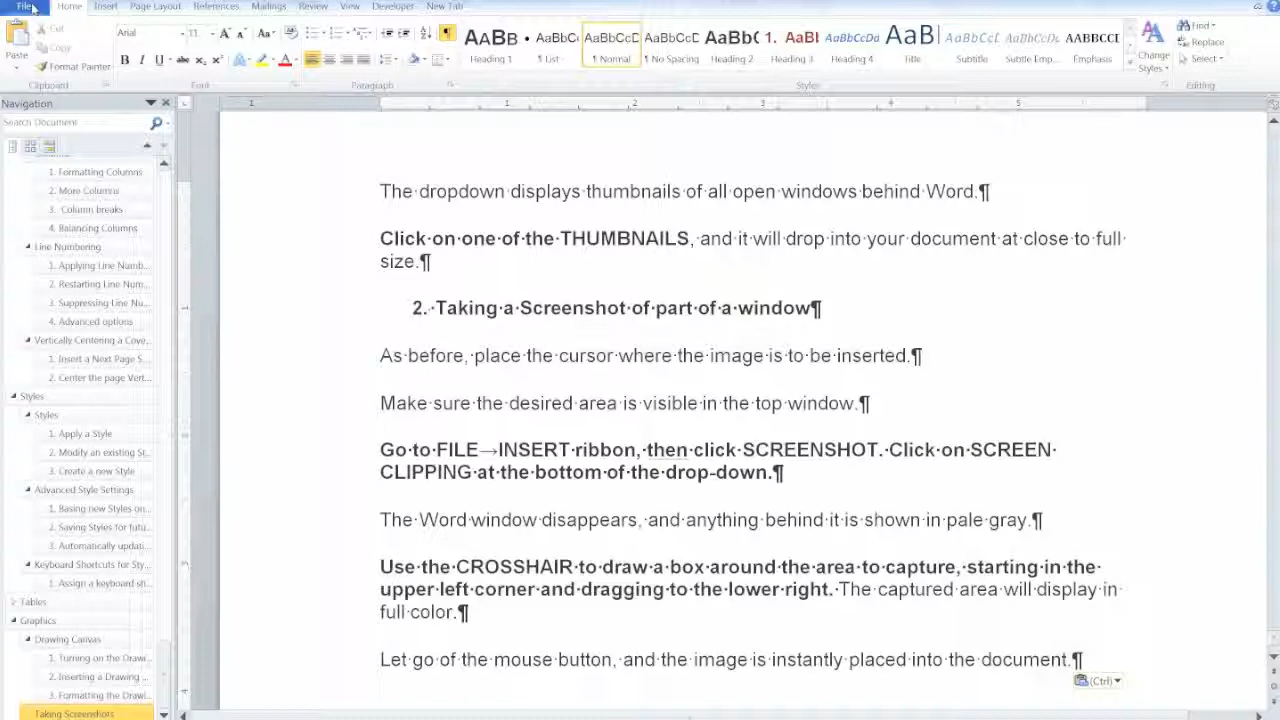 File Home Insert Page Layout References Mailings Review View Developer New Tab
Paste
Copy
Format Painter
Arial 11
AaBb AaBbC AaBbCcD AaBbCcD AaBb( 1. AaBl AaBbCcDa AaB AaBbCcI AaBbCcDa AABBCCI
Heading 1 ¶ List ¶ Normal ¶ No Spacing Heading 2 Heading 3 Heading 4 Title Subtitle Subtle Emp... Emphasis
Change
Styles
Find
Replace
Select
Clipboard Font Paragraph Styles Editing
Navigation
Search Document
1 1 2 3 4 5
1. Formatting Columns
2. More Columns
3. Column breaks
4. Balancing Columns
Line Numbering
1. Applying Line Numb...
2. Restarting Line Num...
3. Suppressing Line Nu...
4. Advanced options
Vertically Centering a Cove...
1. Insert a Next Page S...
2. Center the page Vert...
Styles
Styles
1. Apply a Style
2. Modify an existing St...
3. Create a new Style
Advanced Style Settings
1. Basing new Styles on...
2. Saving Styles for futu...
3. Automatically updati...
Keyboard Shortcuts for Sty...
1. Assign a keyboard sh...
Tables
Graphics
Drawing Canvas
1. Turning on the Drawi...
2. Inserting a Drawing ...
3. Formatting the Drawi...
Taking Screenshots
The dropdown displays thumbnails of all open windows behind Word.¶
Click on one of the THUMBNAILS, and it will drop into your document at close to full
size.¶
2. Taking a Screenshot of part of a window¶
As before, place the cursor where the image is to be inserted.¶
Make sure the desired area is visible in the top window.¶
Go to FILE→INSERT ribbon, then click SCREENSHOT. Click on SCREEN
CLIPPING at the bottom of the drop-down.¶
The Word window disappears, and anything behind it is shown in pale gray.¶
Use the CROSSHAIR to draw a box around the area to capture, starting in the
upper left corner and dragging to the lower right. The captured area will display in
full color.¶
Let go of the mouse button, and the image is instantly placed into the document.¶
(Ctrl)